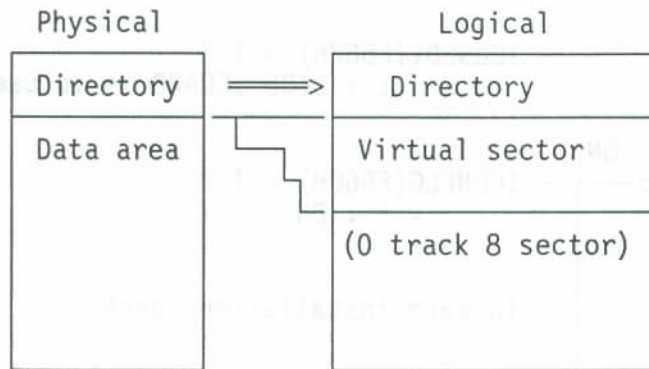 Physical Logical
Directory Directory
Data area Virtual sector
(0 track 8 sector)